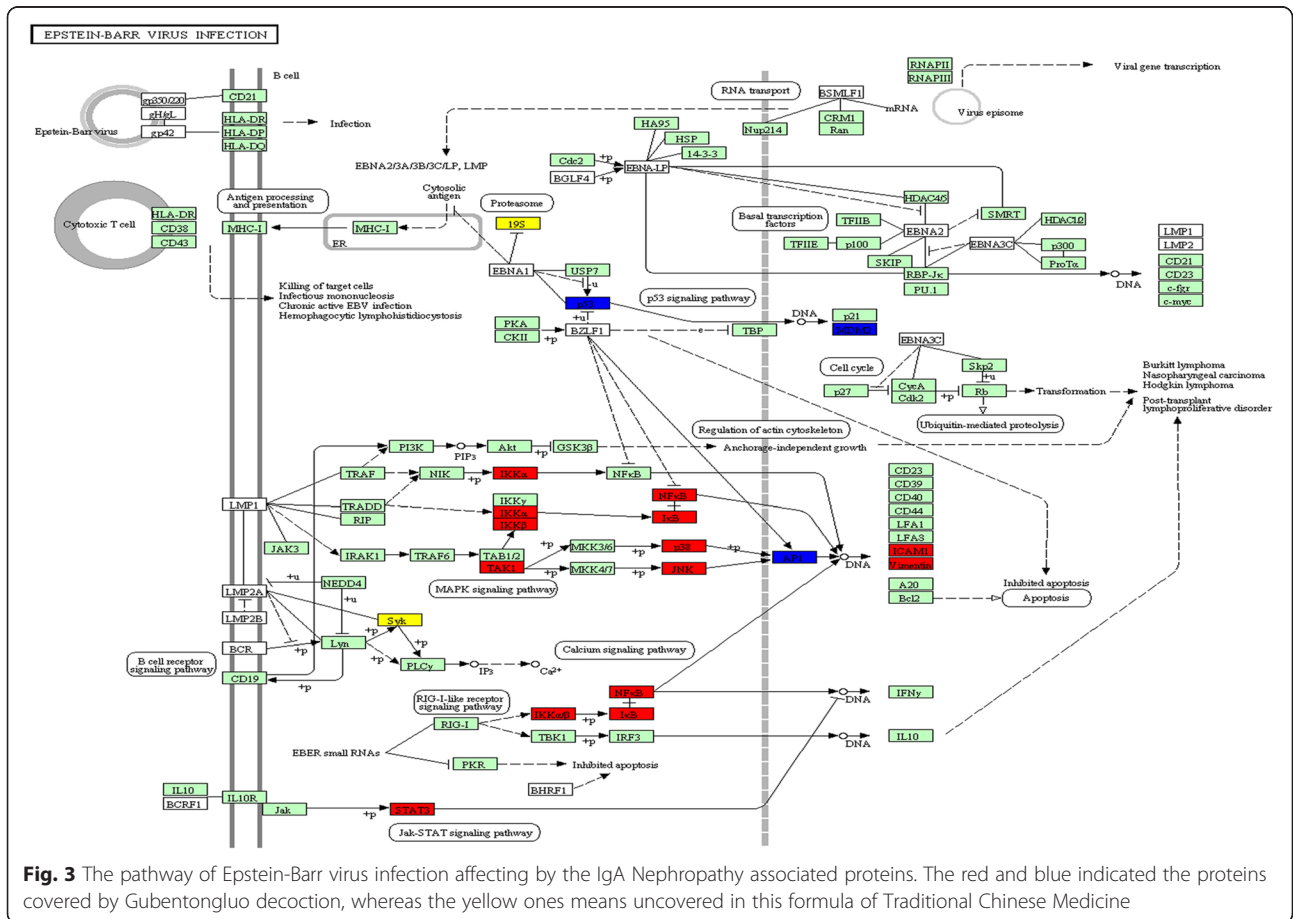 EPSTEIN-BARR VIRUS INFECTION
B cell
gp350/220
CD21
gH/gL
HLA-DR
Epstein-Barr virus
gp42
HLA-DP
HLA-DQ
Infection
RNAPII
RNAPIII
Viral gene transcription
Virus episome
RNA transport
BSMLF1
mRNA
Nup214
CRM1
Ran
HA95
HSP
14-3-3
EBNA2/3A/3B/3C/LP, LMP
Cdc2
+p
BGLF4
+p
EBNA-LP
Cytosolic
antigen
Antigen processing
and presentation
Proteasome
Cytotoxic T cell
HLA-DR
CD38
CD43
MHC-I
MHC-I
ER
19S
Basal transcription
factors
HDAC4/5
TFIIB
EBNA2
SMRT
HDAC1/2
TFIIE
p100
EBNA3C
p300
SKIP
ProTα
RBP-Jκ
PU.1
DNA
LMP1
LMP2
CD21
CD23
c-fgr
c-myc
EBNA1
USP7
-u
Killing of target cells
Infectious mononucleosis
Chronic active EBV infection
Hemophagocytic lymphohistidiocystosis
p53
+u
p53 signaling pathway
DNA
p21
PKA
CKII
+p
BZLF1
e
TBP
EBNA3C
Cell cycle
Skp2
+u
p27
CycA
Cdk2
+p
Rb
Transformation
Ubiquitin-mediated proteolysis
Burkitt lymphoma
Nasopharyngeal carcinoma
Hodgkin lymphoma
Post-transplant
lymphoproliferative disorder
Regulation of actin cytoskeleton
PI3K
PIP3
Akt
+p
GSK3β
Anchorage-independent growth
TRAF
NIK
+p
IKKα
NFκB
LMP1
TRADD
RIP
IKKγ
IKKα
IKKβ
NFκB
IκB
JAK3
IRAK1
TRAF6
TAB1/2
TAK1
+p
MKK3/6
+p
p38
+p
+p
MKK4/7
+p
JNK
+p
AP1
DNA
MAPK signaling pathway
CD23
CD39
CD40
CD44
LFA1
LFA3
ICAM1
Vimentin
A20
Bcl2
Inhibited apoptosis
Apoptosis
+u
NEDD4
+u
LMP2A
LMP2B
BCR
+p
Lyn
+p
Syk
+p
+p
PLCγ
IP3
Ca2+
Calcium signaling pathway
B cell receptor
signaling pathway
CD19
+p
RIG-I-like receptor
signaling pathway
NFκB
IKKα/β
+p
IκB
RIG-I
TBK1
+p
IRF3
DNA
IFNγ
DNA
IL10
EBER small RNAs
PKR
Inhibited apoptosis
BHRF1
IL10
BCRF1
IL10R
Jak
+p
STAT3
Jak-STAT signaling pathway
Fig. 3 The pathway of Epstein-Barr virus infection affecting by the IgA Nephropathy associated proteins. The red and blue indicated the proteins
covered by Gubentongluo decoction, whereas the yellow ones means uncovered in this formula of Traditional Chinese Medicine